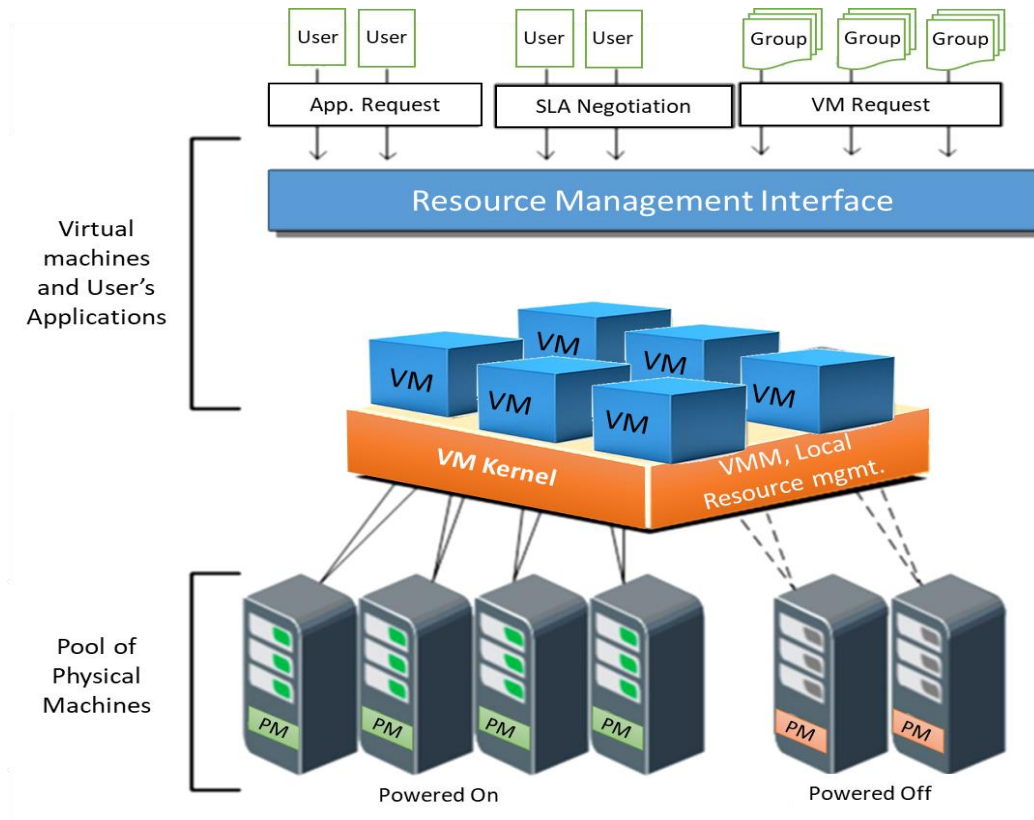 User
User
User
User
Group
Group
Group
App. Request
SLA Negotiation
VM Request
Resource Management Interface
Virtual
machines
and User’s
Applications
VM
VM
VM
VM
VM
VM
VM Kernel
VMM, Local
Resource mgmt.
Pool of
Physical
Machines
PM
PM
PM
PM
PM
PM
Powered On
Powered Off